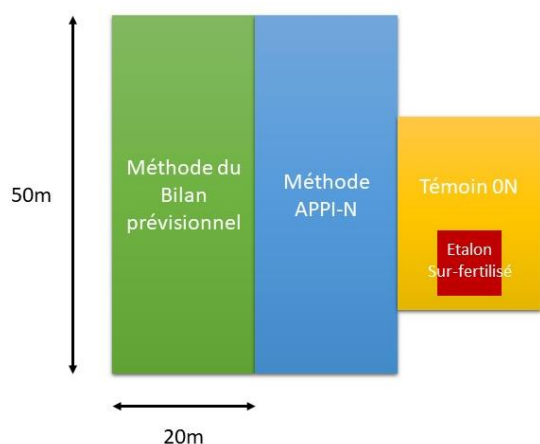 50m
Méthode du
Bilan
prévisionnel
Méthode
APPI-N
Témoin 0N
Etalon
Sur-fertilisé
20m